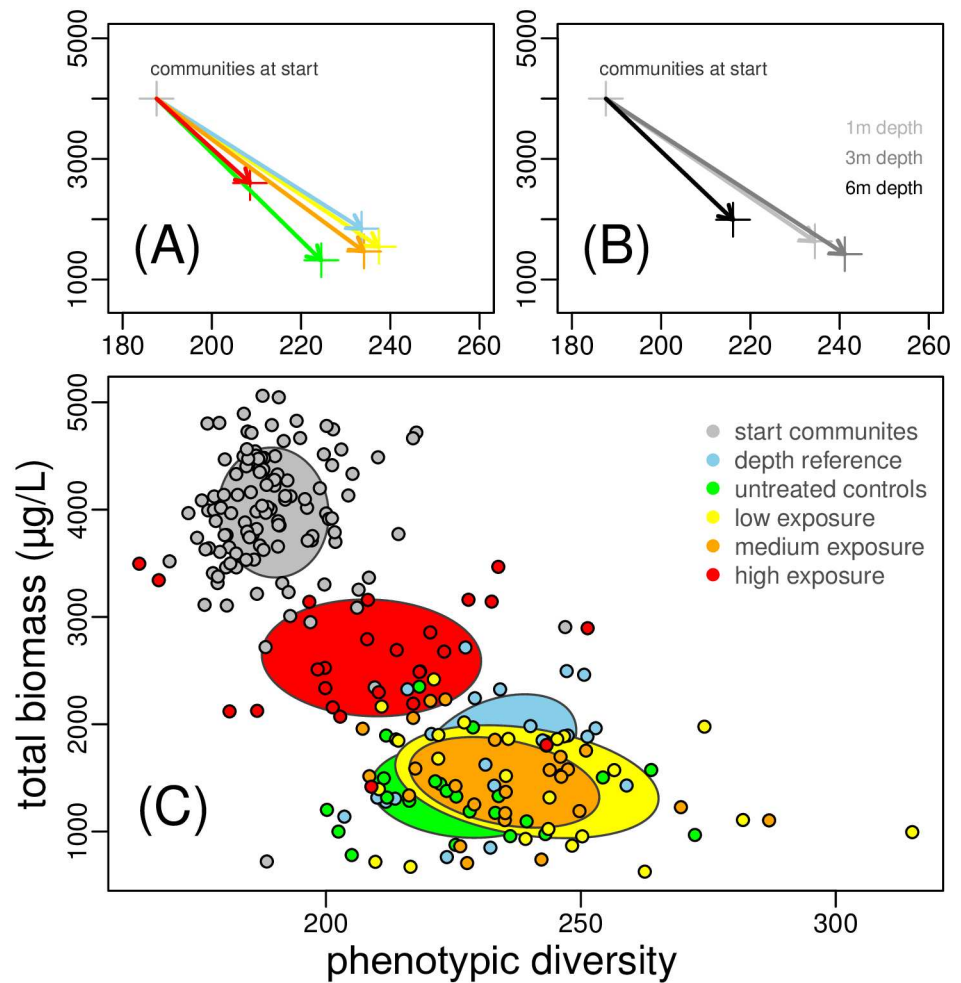 5000
3000
1000
communities at start
(A)
180 200 220 240 260
5000
3000
1000
communities at start
1m depth
3m depth
6m depth
(B)
180 200 220 240 260
total biomass (µg/L)
5000
4000
3000
2000
1000
start communites
depth reference
untreated controls
low exposure
medium exposure
high exposure
(C)
200 250 300
phenotypic diversity